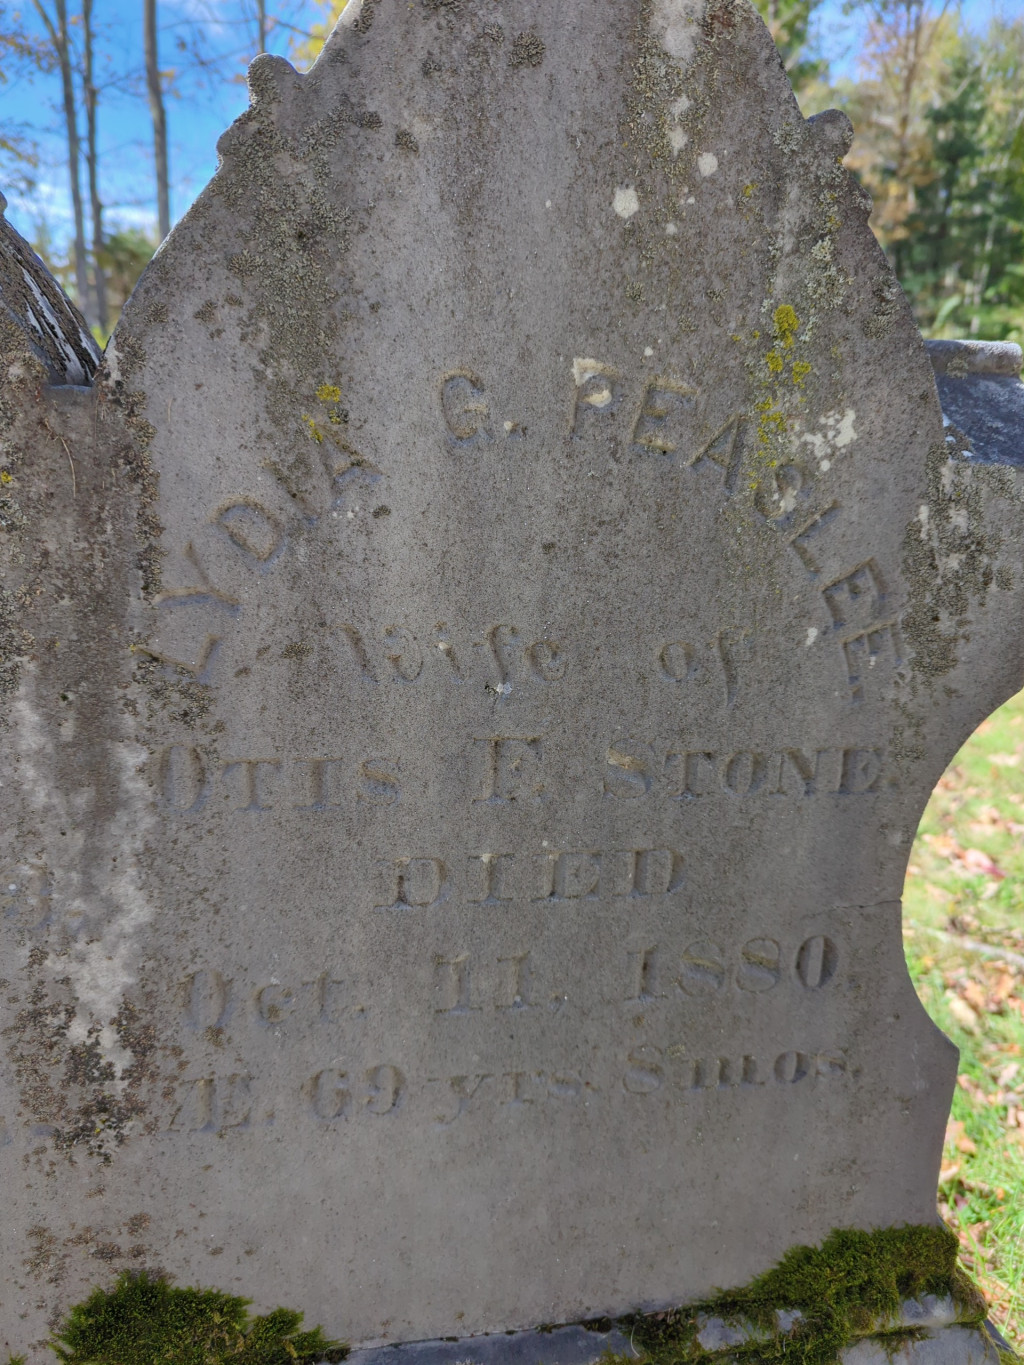 LYDIA G. PEASLEE
Wife of
OTIS F. STONE
DIED
Oct. 11, 1880.
Æ. 69 yrs. 8 mos.